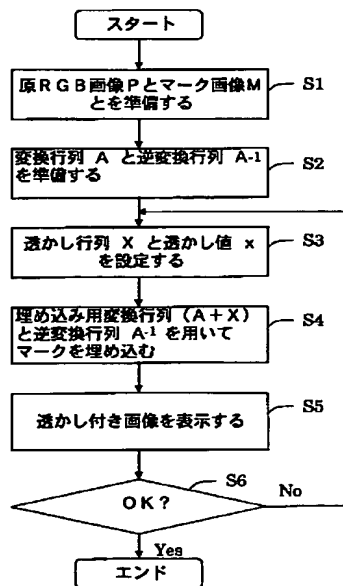 スタート
原RGB画像Pとマーク画像M
とを準備する
S1
変換行列 A と逆変換行列 A-1
を準備する
S2
透かし行列 X と透かし値 x
を設定する
S3
埋め込み用変換行列(A+X)
と逆変換行列 A-1 を用いて
マークを埋め込む
S4
透かし付き画像を表示する
S5
OK?
S6
No
Yes
エンド